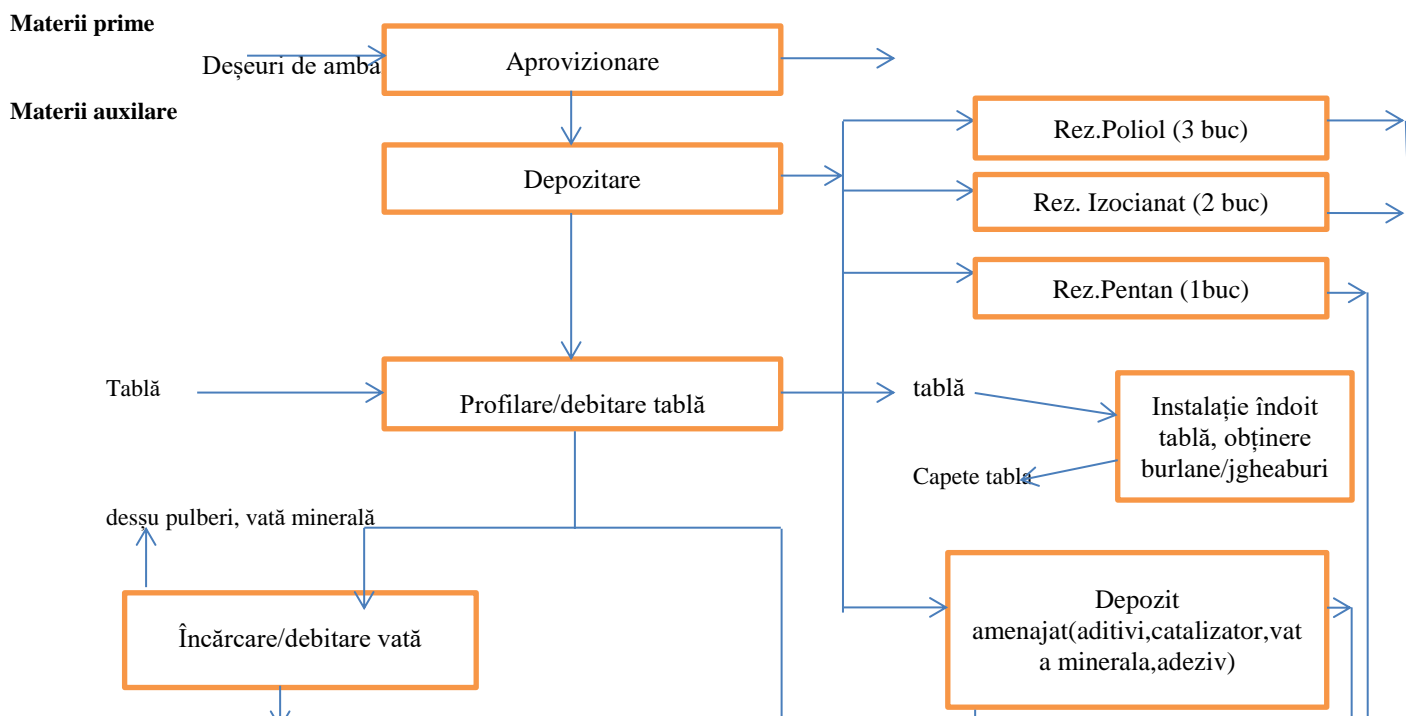 Materii prime
Deșeuri de amba
Aprovizionare
Materii auxilare
Rez.Poliol (3 buc)
Depozitare
Rez. Izocianat (2 buc)
Rez.Pentan (1buc)
Tablă
Profilare/debitare tablă
tablă
Instalație îndoit
tablă, obținere
burlane/jgheaburi
Capete tabla
desșu pulberi, vată minerală
Încărcare/debitare vată
Depozit
amenajat(aditivi,catalizator,vat
a minerala,adeziv)